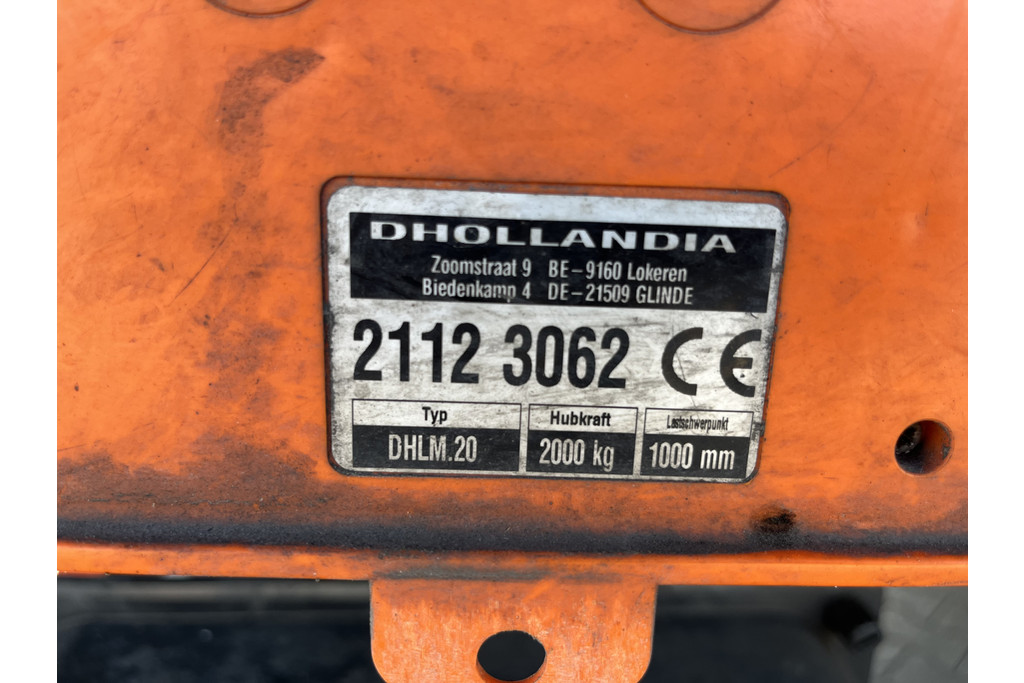 DHOLLANDIA
Zoomstraat 9 BE-9160 Lokeren
Biedenkamp 4 DE-21509 GLINDE
2112 3062 CE
Typ Hubkraft Lastschwerpunkt
DHLM.20 2000 kg 1000 mm